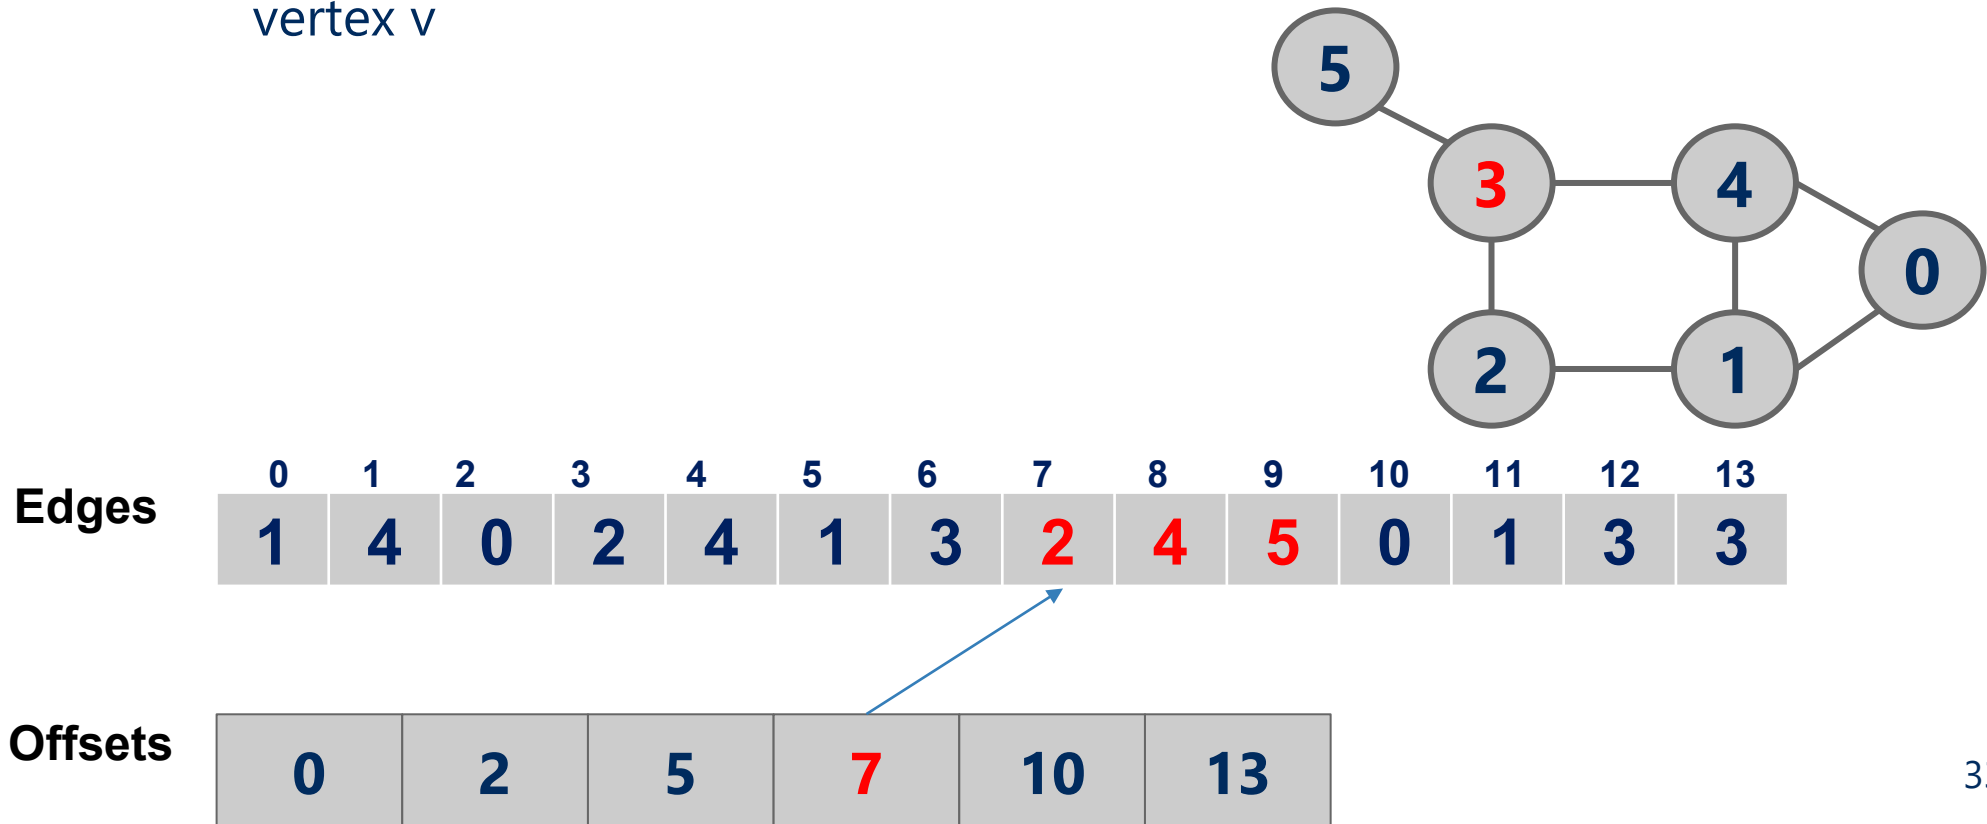 vertex v
5
3 4
0
2 1
0 1 2 3 4 5 6 7 8 9 10 11 12 13
Edges 1 4 0 2 4 1 3 2 4 5 0 1 3 3
Offsets 0 2 5 7 10 13